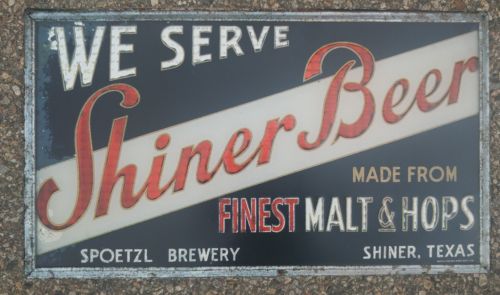 WE SERVE
Shiner Beer
MADE FROM
FINEST MALT & HOPS
SPOETZL BREWERY SHINER, TEXAS